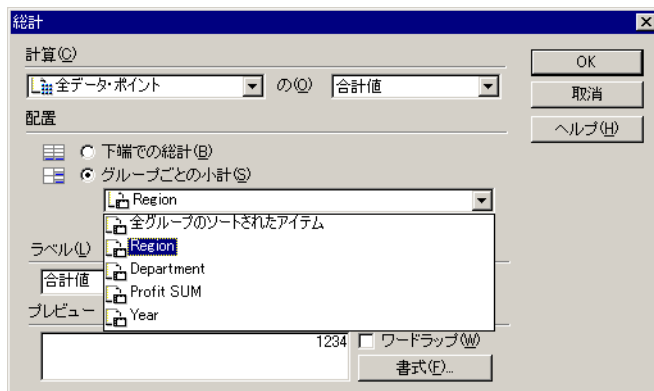 総計
計算(C)
全データ・ポイント の(O) 合計値
OK
取消
ヘルプ(H)
配置
下端での総計(B)
グループごとの小計(S)
Region
全グループのソートされたアイテム
Region
Department
Profit SUM
Year
ラベル(L)
合計値
プレビュー
1234
ワードラップ(W)
書式(F)...